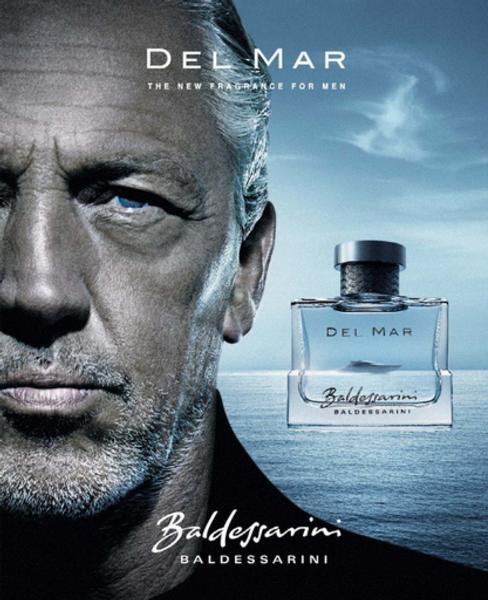 DEL MAR
THE NEW FRAGRANCE FOR MEN
DEL MAR
Baldessarini
BALDESSARINI
Baldessarini
BALDESSARINI